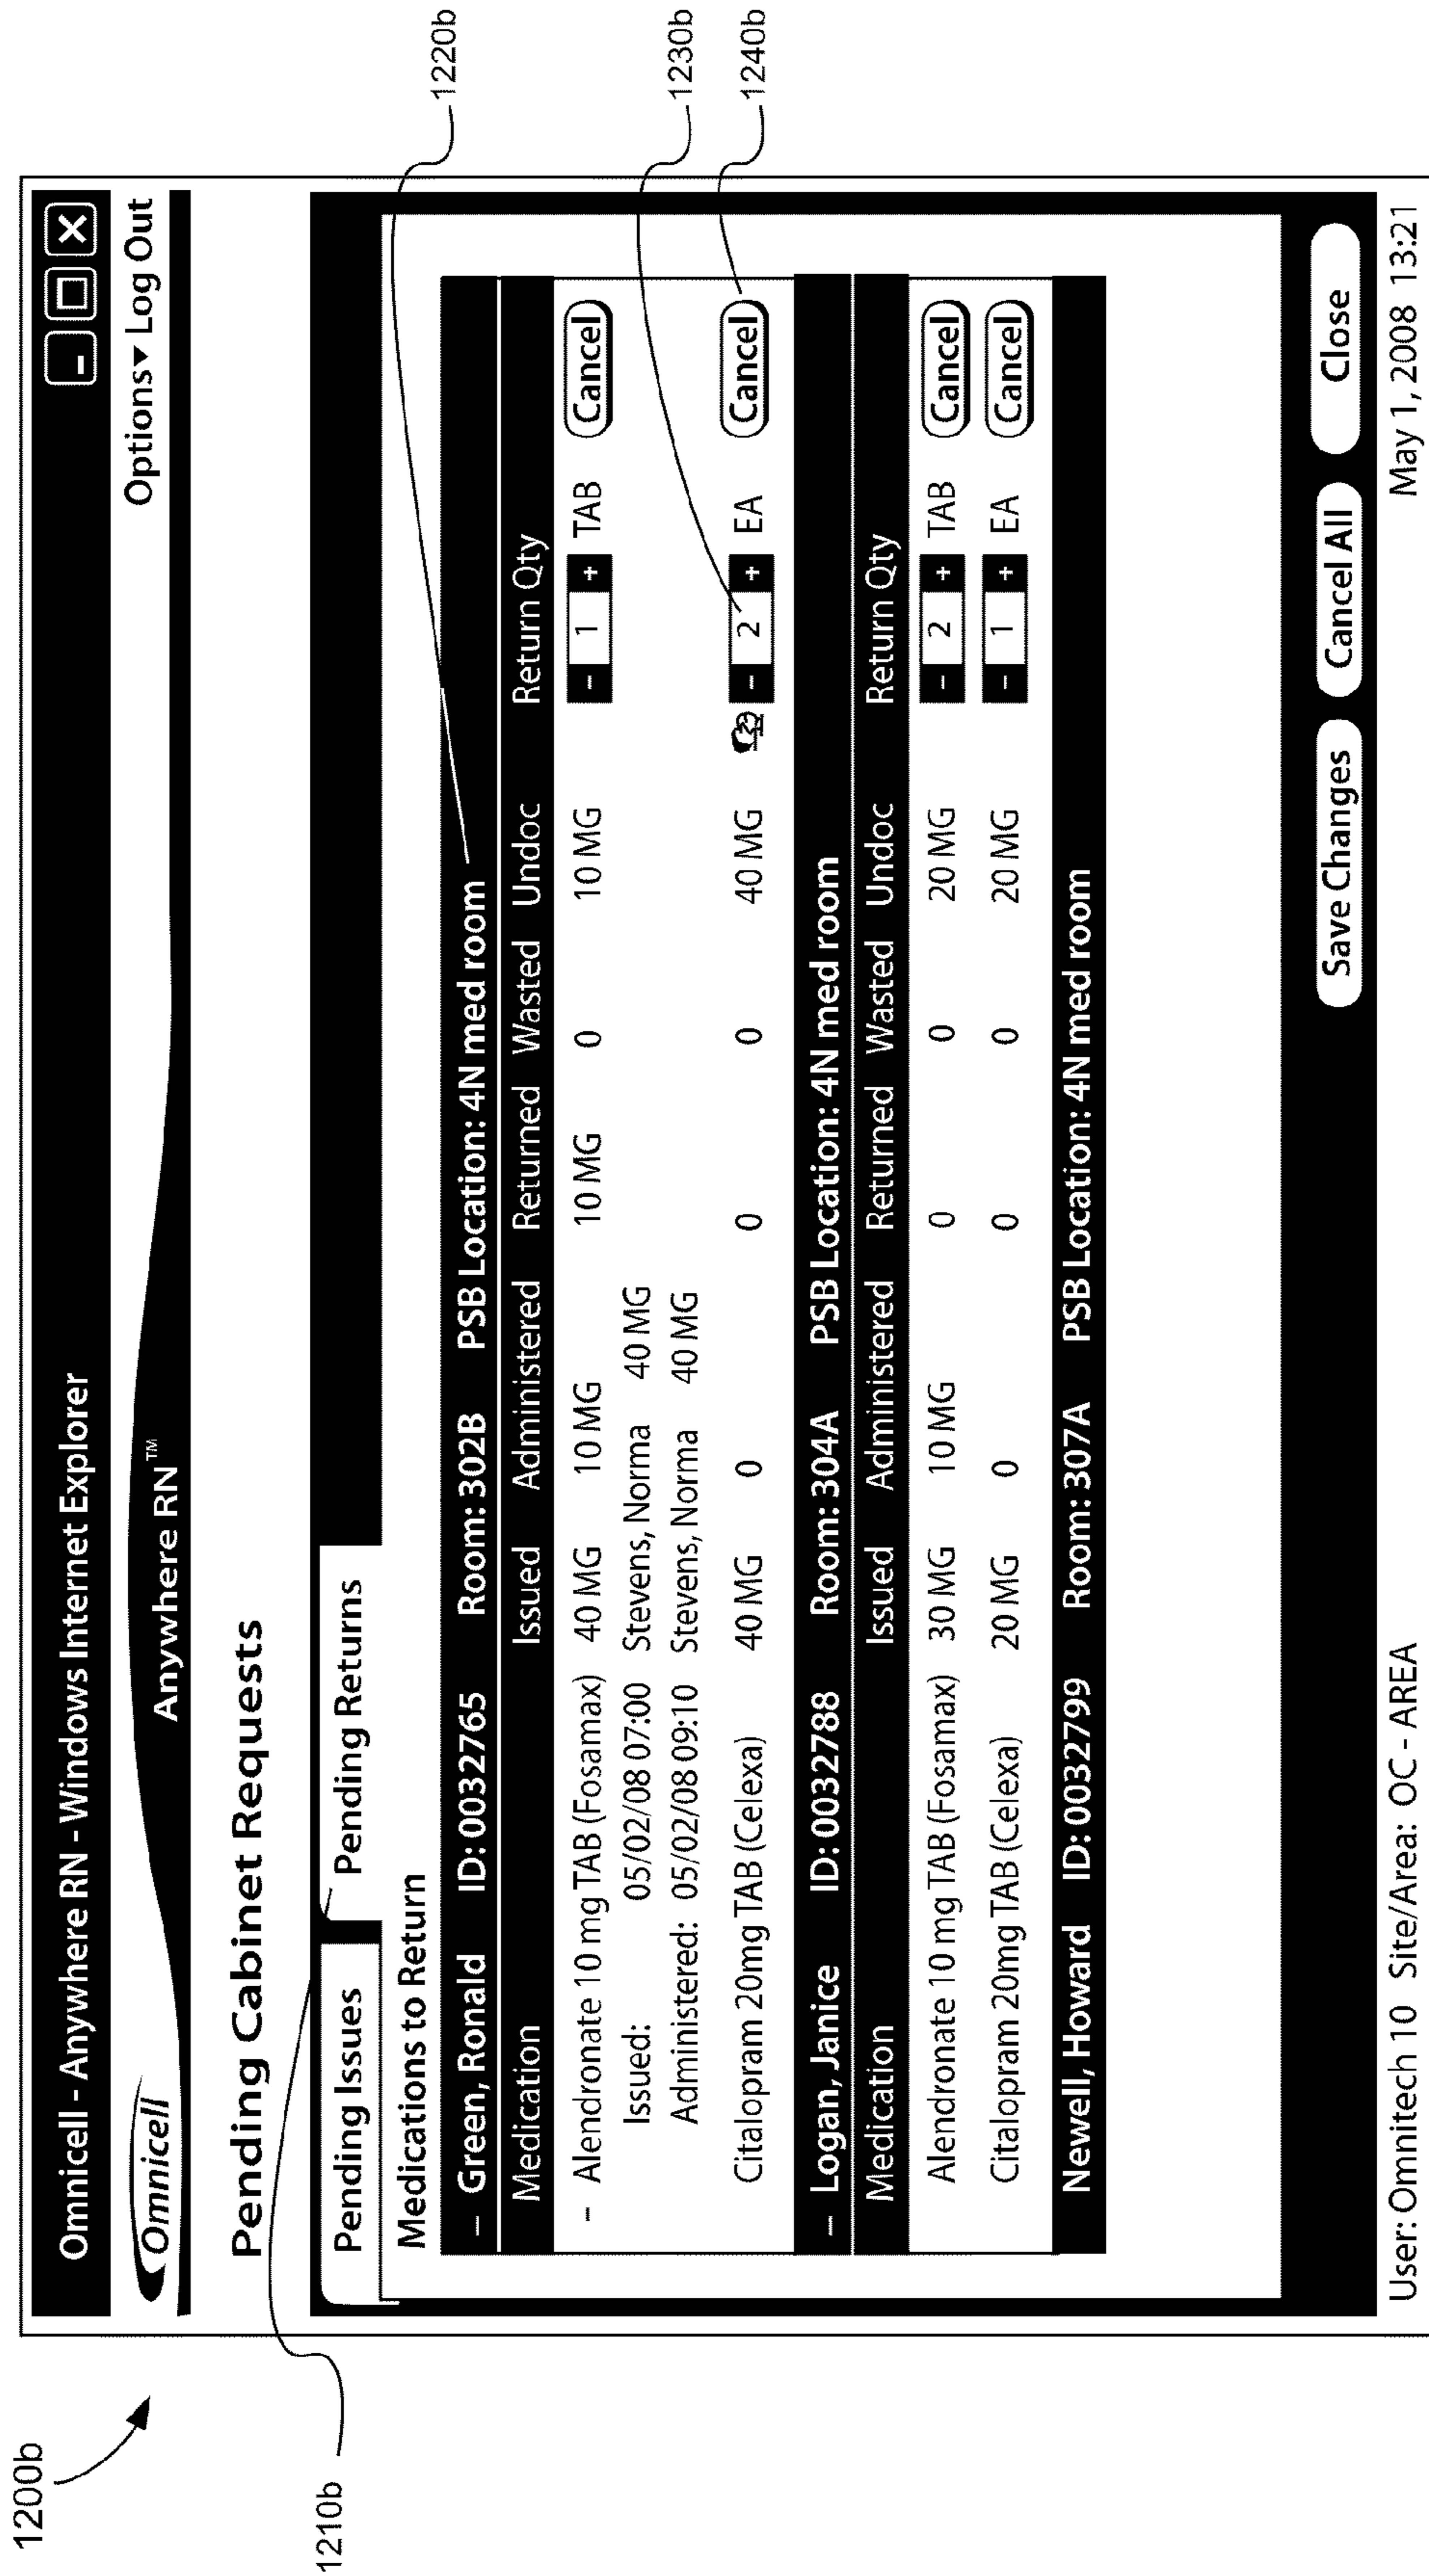 1200b
Omnicell - Anywhere RN - Windows Internet Explorer
Omnicell
Anywhere RN™
Options▾ Log Out
Pending Cabinet Requests
1210b
Pending Issues Pending Returns
Medications to Return
– Green, Ronald ID: 0032765 Room: 302B PSB Location: 4N med room
1220b
Medication Issued Administered Returned Wasted Undoc Return Qty
– Alendronate 10 mg TAB (Fosamax) 40 MG 10 MG 10 MG 0 10 MG – 1 + TAB Cancel
Issued: 05/02/08 07:00 Stevens, Norma 40 MG
Administered: 05/02/08 09:10 Stevens, Norma 40 MG
1230b
Citalopram 20mg TAB (Celexa) 40 MG 0 0 0 40 MG – 2 + EA Cancel
1240b
– Logan, Janice ID: 0032788 Room: 304A PSB Location: 4N med room
Medication Issued Administered Returned Wasted Undoc Return Qty
Alendronate 10 mg TAB (Fosamax) 30 MG 10 MG 0 0 20 MG – 2 + TAB Cancel
Citalopram 20mg TAB (Celexa) 20 MG 0 0 0 20 MG – 1 + EA Cancel
Newell, Howard ID: 0032799 Room: 307A PSB Location: 4N med room
Save Changes Cancel All Close
User: Omnitech 10 Site/Area: OC - AREA May 1, 2008 13:21